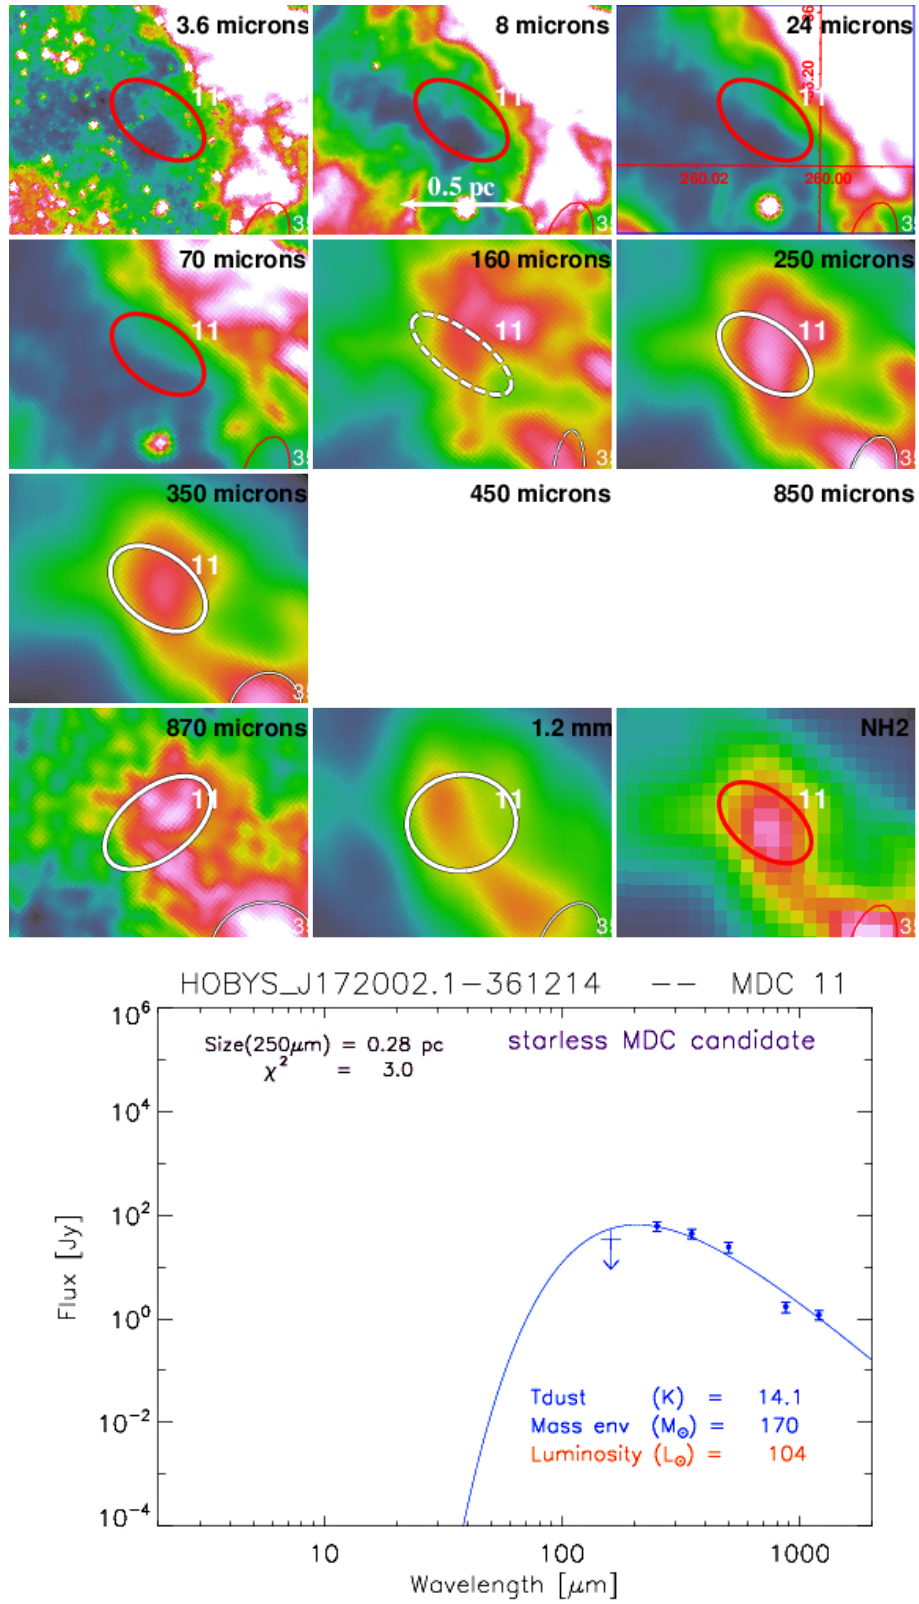 3.6 microns
11
8 microns
11
0.5 pc
24 microns
11
260.02
260.00
70 microns
11
160 microns
11
250 microns
11
350 microns
11
450 microns
850 microns
870 microns
11
1.2 mm
11
NH2
11
HOBYS_J172002.1-361214 -- MDC 11
Size(250μm) = 0.28 pc
χ² = 3.0
starless MDC candidate
10⁶
10⁴
10²
10⁰
10⁻²
10⁻⁴
Flux [Jy]
Tdust (K) = 14.1
Mass env (M☉) = 170
Luminosity (L☉) = 104
10
100
1000
Wavelength [μm]